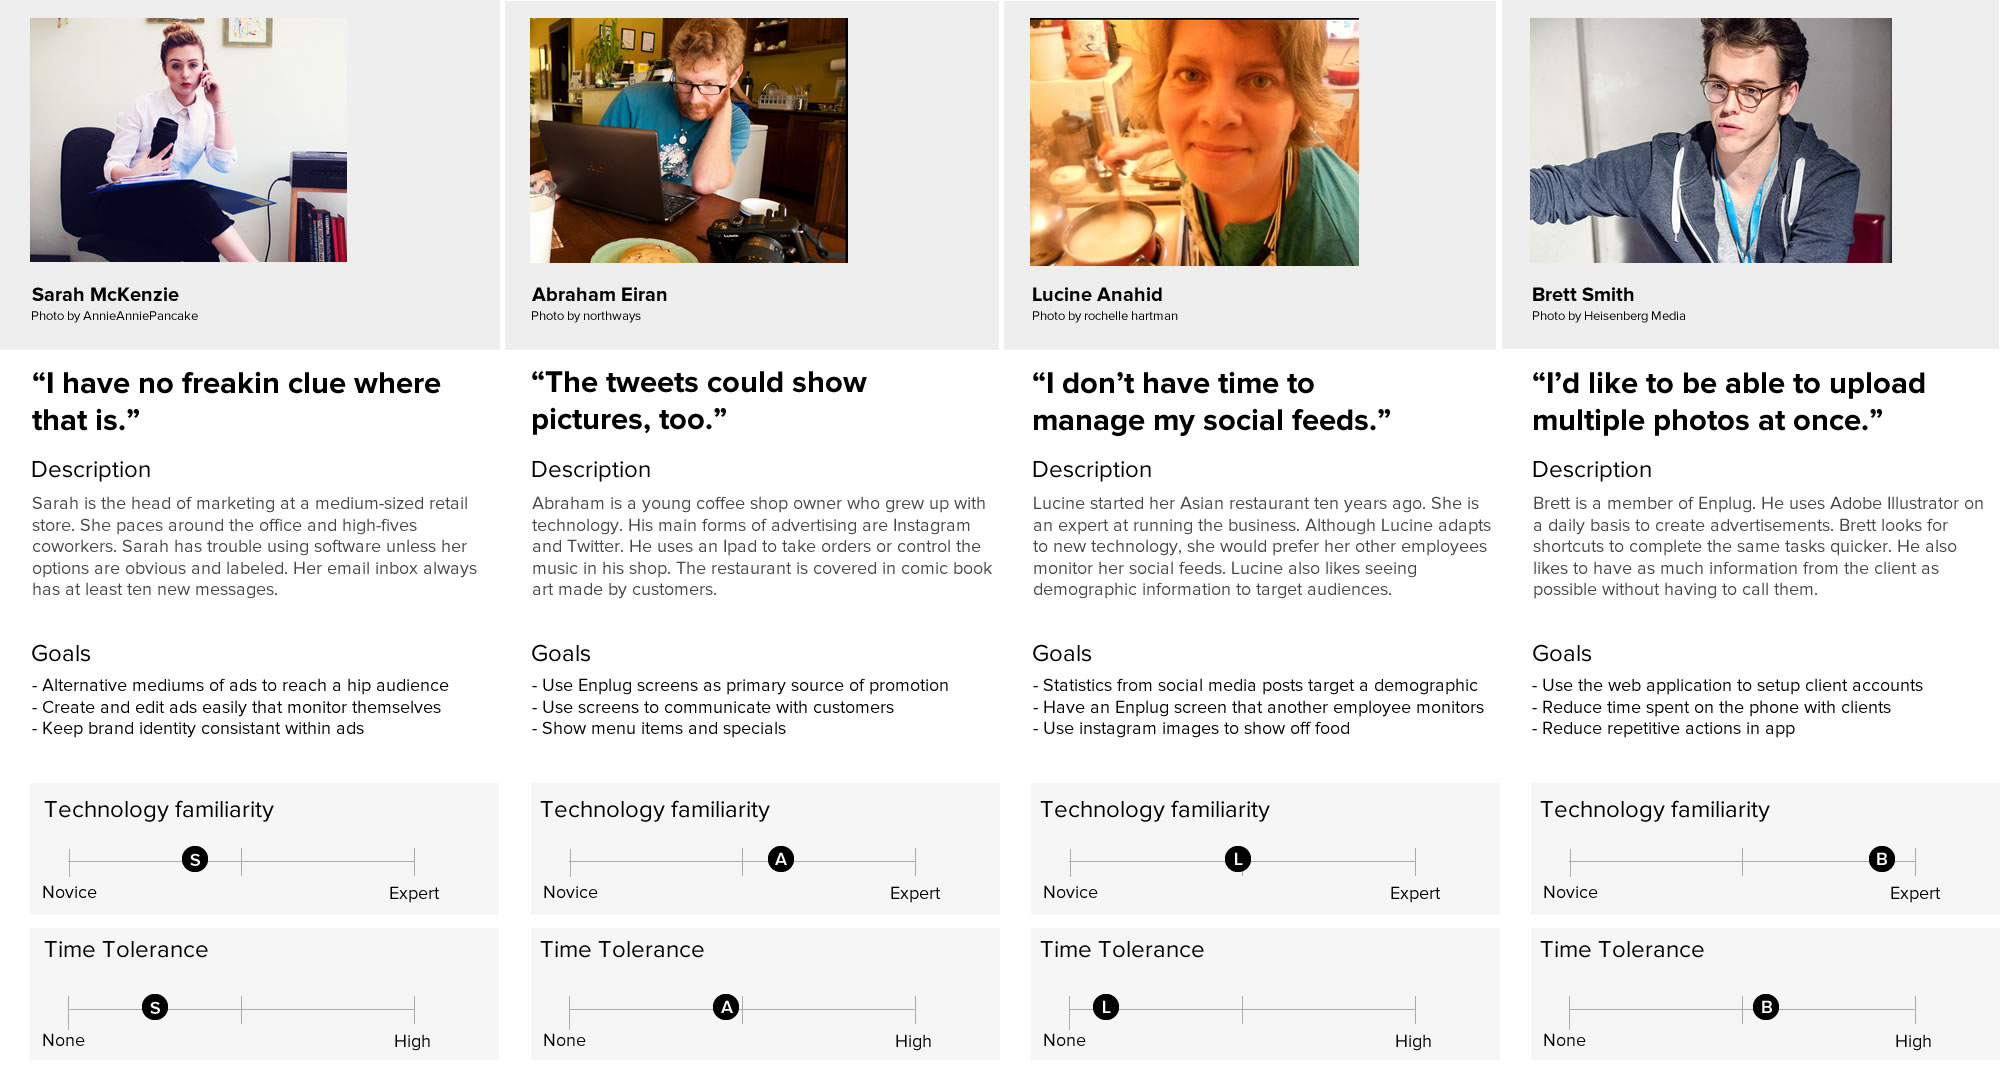 Sarah McKenzie
Photo by AnnieAnniePancake
“I have no freakin clue where
that is.”
Description
Sarah is the head of marketing at a medium-sized retail
store. She paces around the office and high-fives
coworkers. Sarah has trouble using software unless her
options are obvious and labeled. Her email inbox always
has at least ten new messages.
Goals
- Alternative mediums of ads to reach a hip audience
- Create and edit ads easily that monitor themselves
- Keep brand identity consistant within ads
Technology familiarity
S
Novice
Expert
Time Tolerance
S
None
High
Abraham Eiran
Photo by northways
“The tweets could show
pictures, too.”
Description
Abraham is a young coffee shop owner who grew up with
technology. His main forms of advertising are Instagram
and Twitter. He uses an Ipad to take orders or control the
music in his shop. The restaurant is covered in comic book
art made by customers.
Goals
- Use Enplug screens as primary source of promotion
- Use screens to communicate with customers
- Show menu items and specials
Technology familiarity
A
Novice
Expert
Time Tolerance
A
None
High
Lucine Anahid
Photo by rochelle hartman
“I don’t have time to
manage my social feeds.”
Description
Lucine started her Asian restaurant ten years ago. She is
an expert at running the business. Although Lucine adapts
to new technology, she would prefer her other employees
monitor her social feeds. Lucine also likes seeing
demographic information to target audiences.
Goals
- Statistics from social media posts target a demographic
- Have an Enplug screen that another employee monitors
- Use instagram images to show off food
Technology familiarity
L
Novice
Expert
Time Tolerance
L
None
High
Brett Smith
Photo by Heisenberg Media
“I’d like to be able to upload
multiple photos at once.”
Description
Brett is a member of Enplug. He uses Adobe Illustrator on
a daily basis to create advertisements. Brett looks for
shortcuts to complete the same tasks quicker. He also
likes to have as much information from the client as
possible without having to call them.
Goals
- Use the web application to setup client accounts
- Reduce time spent on the phone with clients
- Reduce repetitive actions in app
Technology familiarity
B
Novice
Expert
Time Tolerance
B
None
High